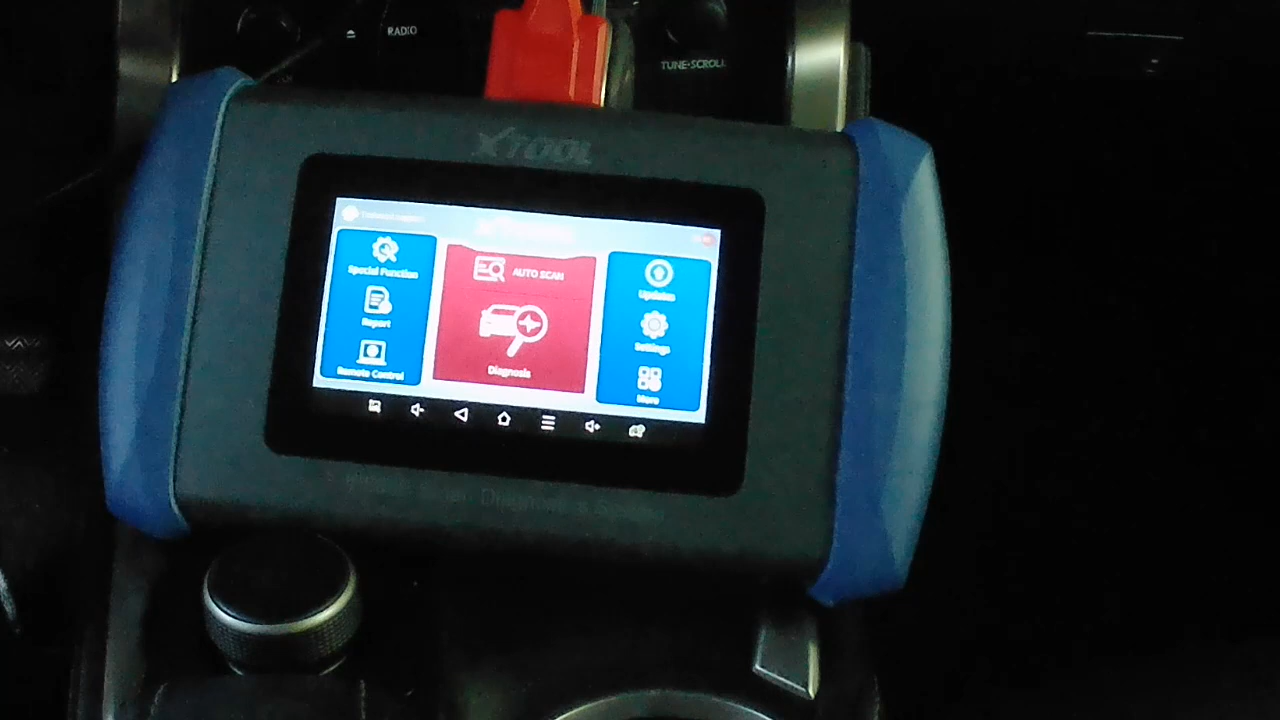 RADIO
TUNE•SCROLL
XTOOL
AUTO SCAN
Special Function
Updates
Report
Settings
Diagnosis
Remote Control
More